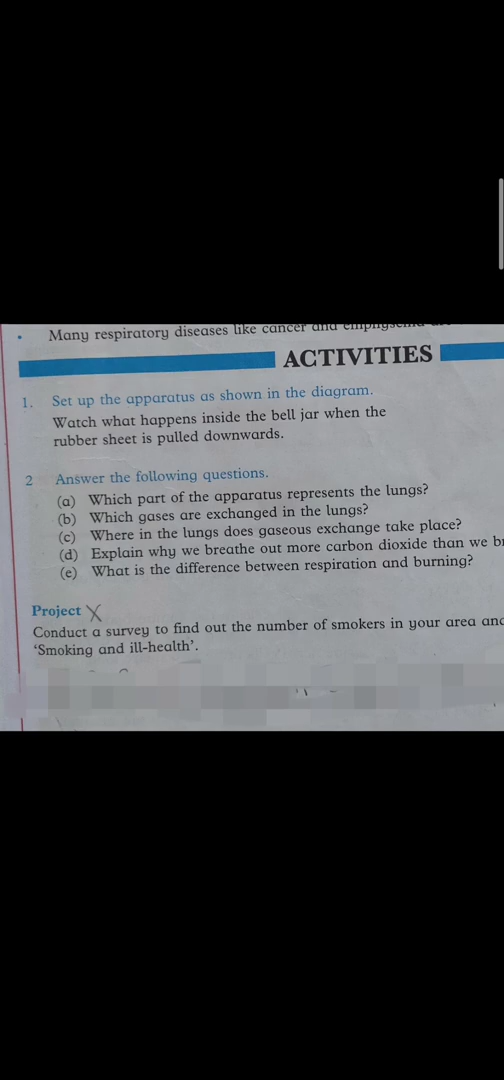 • Many respiratory diseases like cancer and emphysema
ACTIVITIES
1. Set up the apparatus as shown in the diagram.
Watch what happens inside the bell jar when the
rubber sheet is pulled downwards.
2 Answer the following questions.
(a) Which part of the apparatus represents the lungs?
(b) Which gases are exchanged in the lungs?
(c) Where in the lungs does gaseous exchange take place?
(d) Explain why we breathe out more carbon dioxide than we
(e) What is the difference between respiration and burning?
Project
Conduct a survey to find out the number of smokers in your area
‘Smoking and ill-health’.